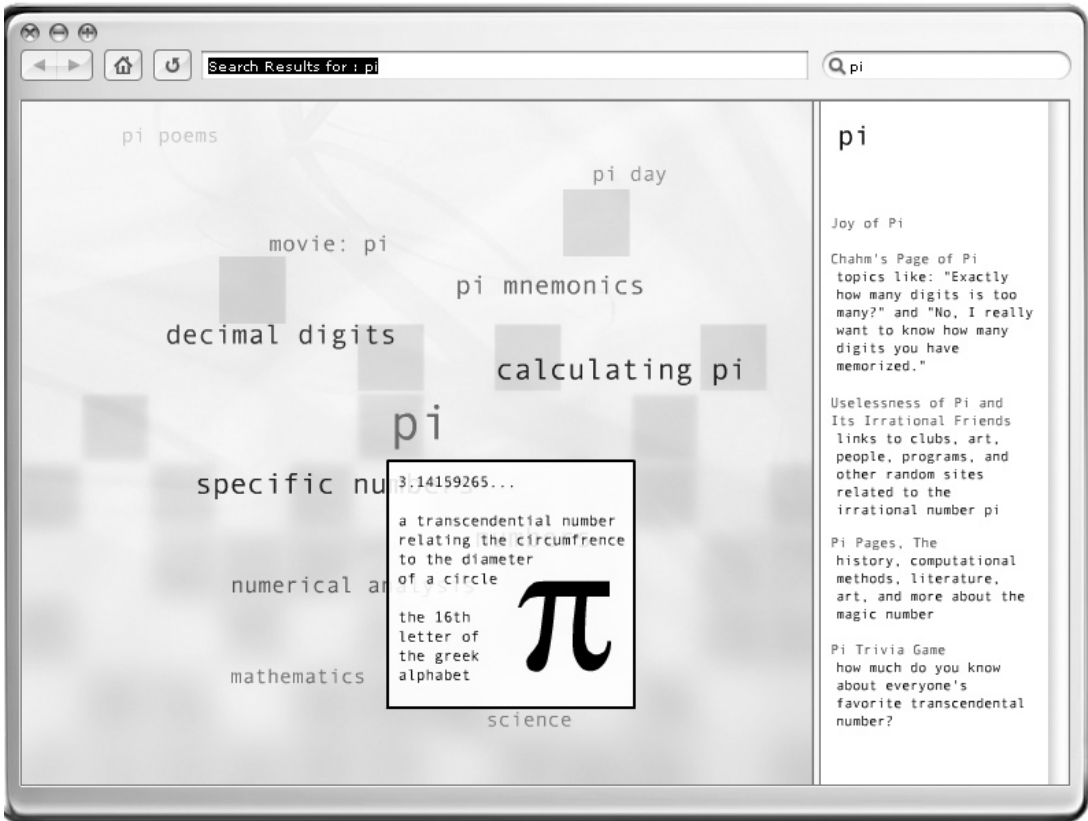 Search Results for : pi
pi
pi poems
pi day
movie: pi
pi mnemonics
decimal digits
calculating pi
pi
specific numbers
3.14159265...
a transcendential number
relating the circumfrence
to the diameter
of a circle
the 16th
letter of
the greek
alphabet
π
numerical analysis
mathematics
science
pi
Joy of Pi
Chahm's Page of Pi
topics like: "Exactly
how many digits is too
many?" and "No, I really
want to know how many
digits you have
memorized."
Uselessness of Pi and
Its Irrational Friends
links to clubs, art,
people, programs, and
other random sites
related to the
irrational number pi
Pi Pages, The
history, computational
methods, literature,
art, and more about the
magic number
Pi Trivia Game
how much do you know
about everyone's
favorite transcendental
number?